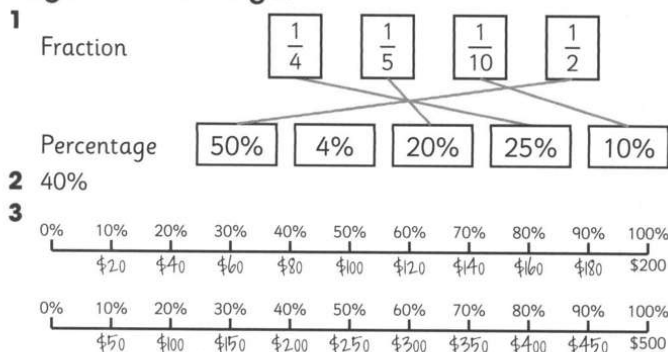 1
Fraction 1/4 1/5 1/10 1/2
Percentage 50% 4% 20% 25% 10%
2 40%
3
0% 10% 20% 30% 40% 50% 60% 70% 80% 90% 100%
$20 $40 $60 $80 $100 $120 $140 $160 $180 $200
0% 10% 20% 30% 40% 50% 60% 70% 80% 90% 100%
$50 $100 $150 $200 $250 $300 $350 $400 $450 $500